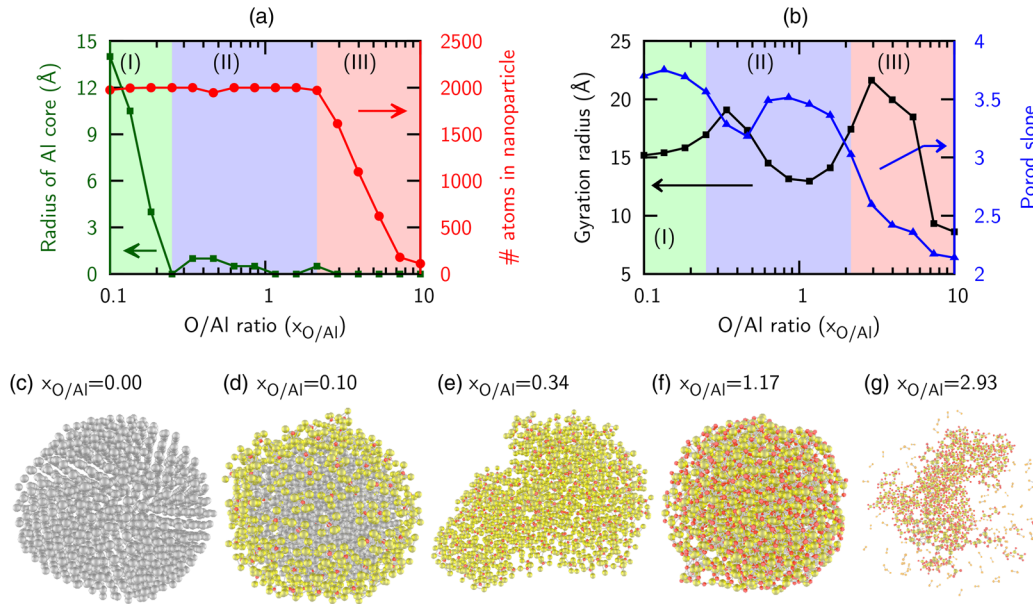 (a)
(b)
Radius of Al core (Å)
15
12
9
6
3
0
(I)
(II)
(III)
2500
2000
1500
1000
500
0
# atoms in nanoparticle
0.1
1
10
O/Al ratio (xO/Al)
Gyration radius (Å)
25
20
15
10
5
(I)
(II)
(III)
4
3.5
3
2.5
2
Porod slope
0.1
1
10
O/Al ratio (xO/Al)
(c) xO/Al=0.00
(d) xO/Al=0.10
(e) xO/Al=0.34
(f) xO/Al=1.17
(g) xO/Al=2.93